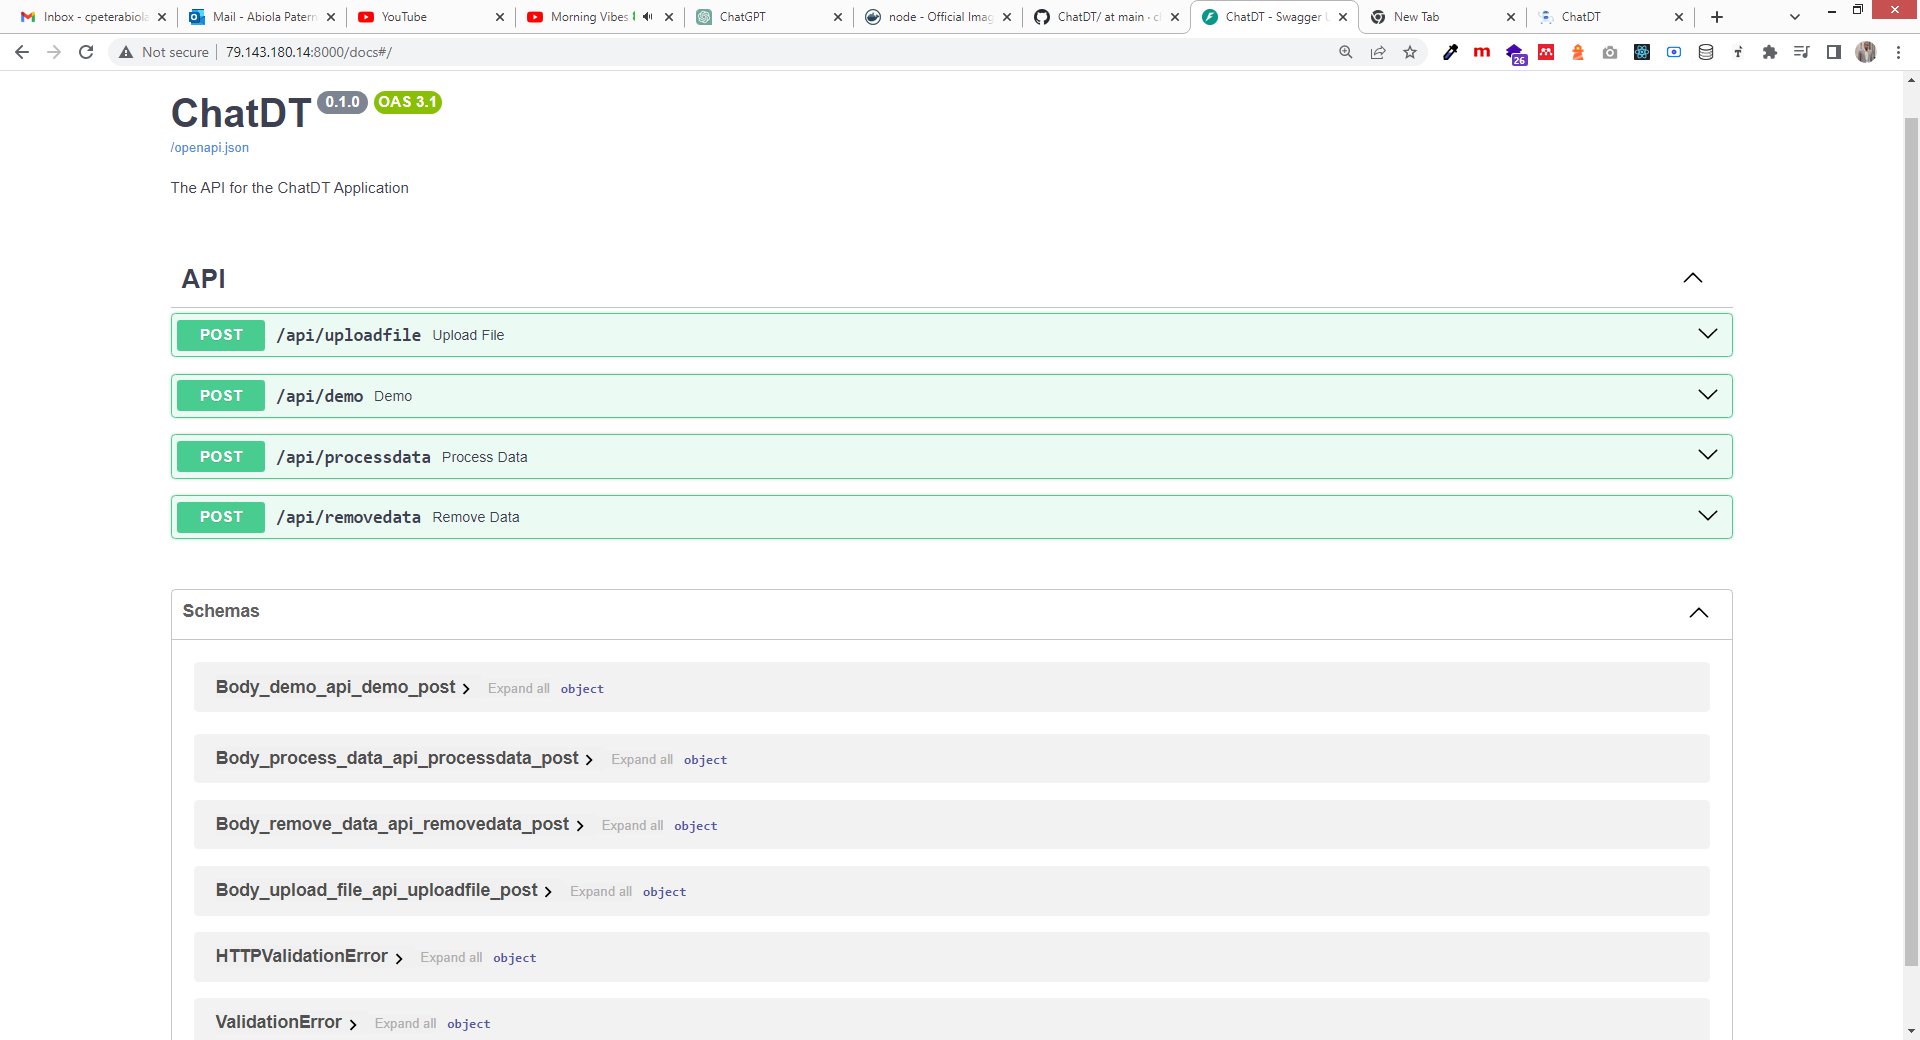 Inbox - cpeterabiola
Mail - Abiola Patern
YouTube
Morning Vibes
ChatGPT
node - Official Imag
ChatDT/ at main · c
ChatDT - Swagger U
New Tab
ChatDT
Not secure
79.143.180.14:8000/docs#/
26
ChatDT 0.1.0 OAS 3.1
/openapi.json
The API for the ChatDT Application
API
POST /api/uploadfile Upload File
POST /api/demo Demo
POST /api/processdata Process Data
POST /api/removedata Remove Data
Schemas
Body_demo_api_demo_post Expand all object
Body_process_data_api_processdata_post Expand all object
Body_remove_data_api_removedata_post Expand all object
Body_upload_file_api_uploadfile_post Expand all object
HTTPValidationError Expand all object
ValidationError Expand all object